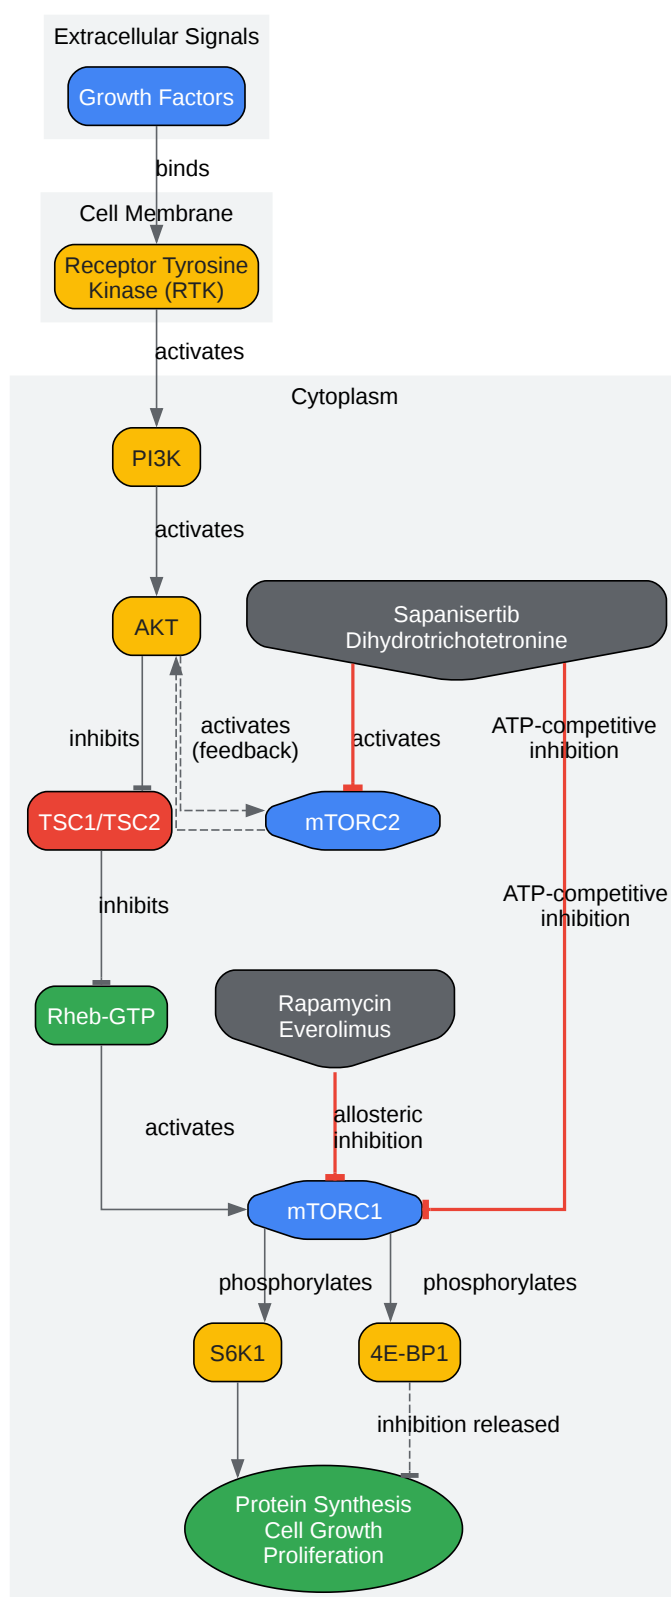 Extracellular Signals
Growth Factors
binds
Cell Membrane
Receptor Tyrosine
Kinase (RTK)
activates
Cytoplasm
PI3K
activates
AKT
Sapanisertib
Dihydrotrichotetronine
inhibits
activates
(feedback)
activates
ATP-competitive
inhibition
TSC1/TSC2
mTORC2
inhibits
ATP-competitive
inhibition
Rheb-GTP
Rapamycin
Everolimus
activates
allosteric
inhibition
mTORC1
phosphorylates
phosphorylates
S6K1
4E-BP1
inhibition released
Protein Synthesis
Cell Growth
Proliferation